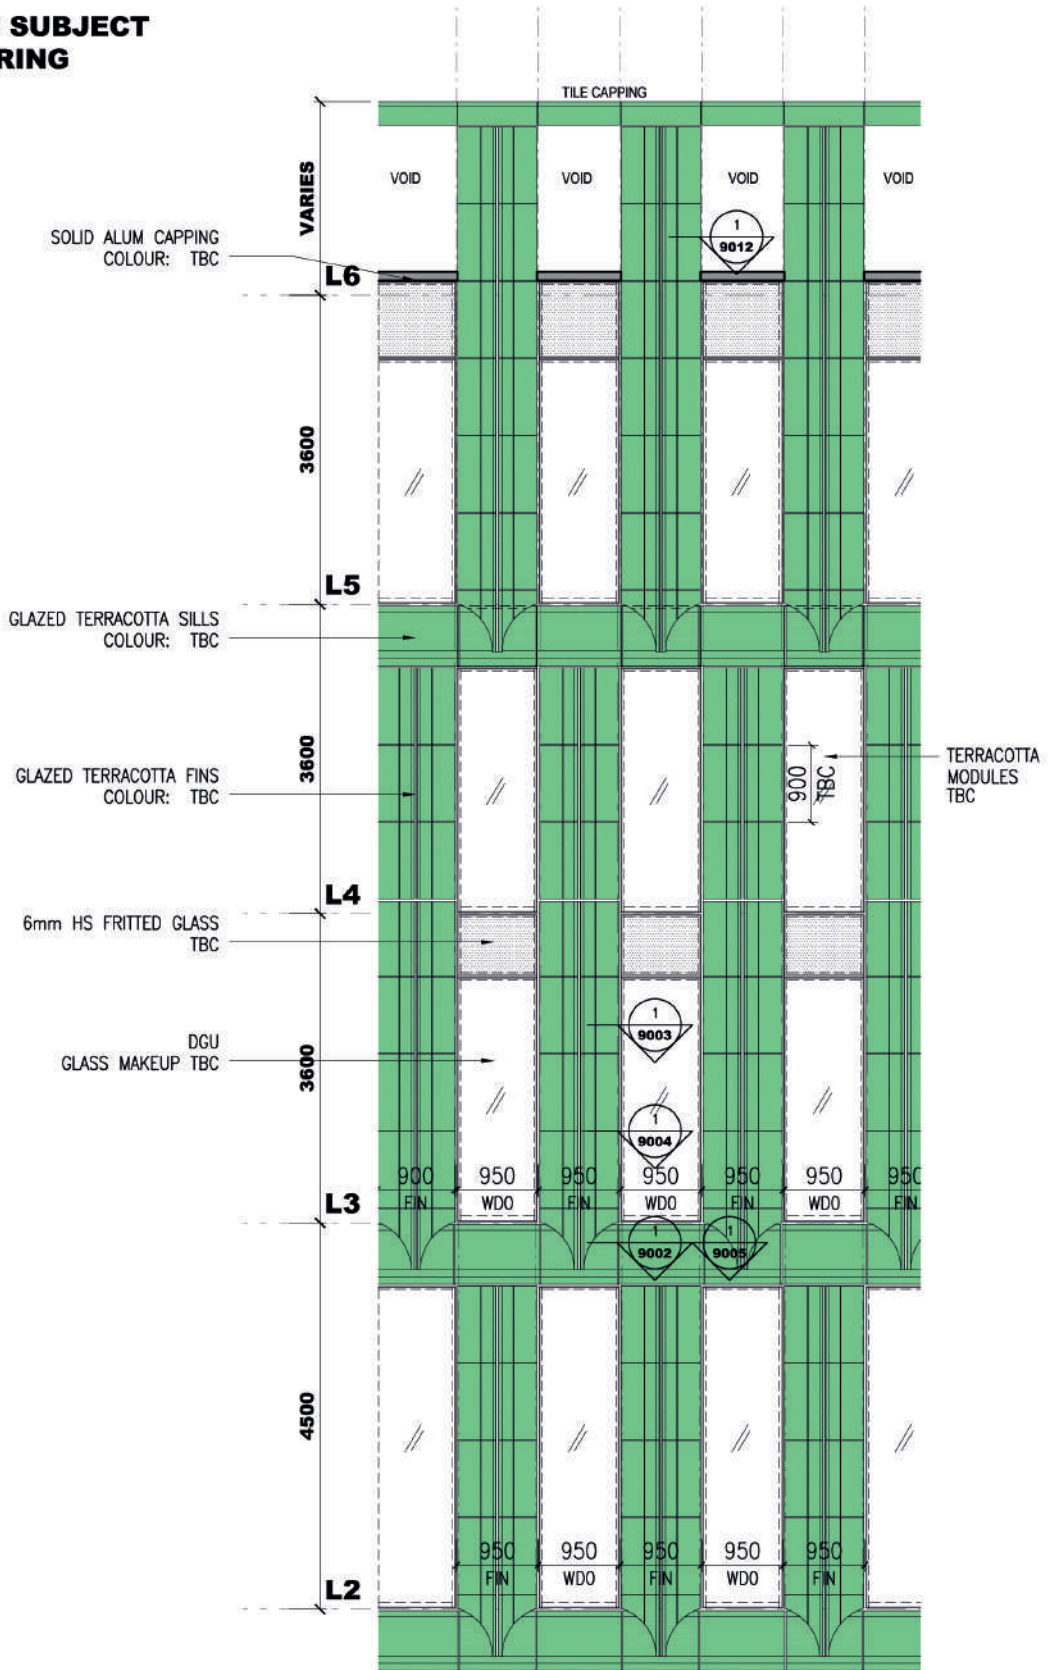 SUBJECT
RING
TILE CAPPING
VARIES
VOID
VOID
VOID
VOID
1
9012
SOLID ALUM CAPPING
COLOUR: TBC
L6
3600
L5
GLAZED TERRACOTTA SILLS
COLOUR: TBC
3600
GLAZED TERRACOTTA FINS
COLOUR: TBC
900
TBC
TERRACOTTA
MODULES
TBC
L4
6mm HS FRITTED GLASS
TBC
1
9003
DGU
GLASS MAKEUP TBC
3600
1
9004
900 950 950 950 950 950 950
FIN WDO FIN WDO FIN WDO FIN
L3
1
9002
1
9005
4500
950 950 950 950 950
FIN WDO FIN WDO FIN
L2